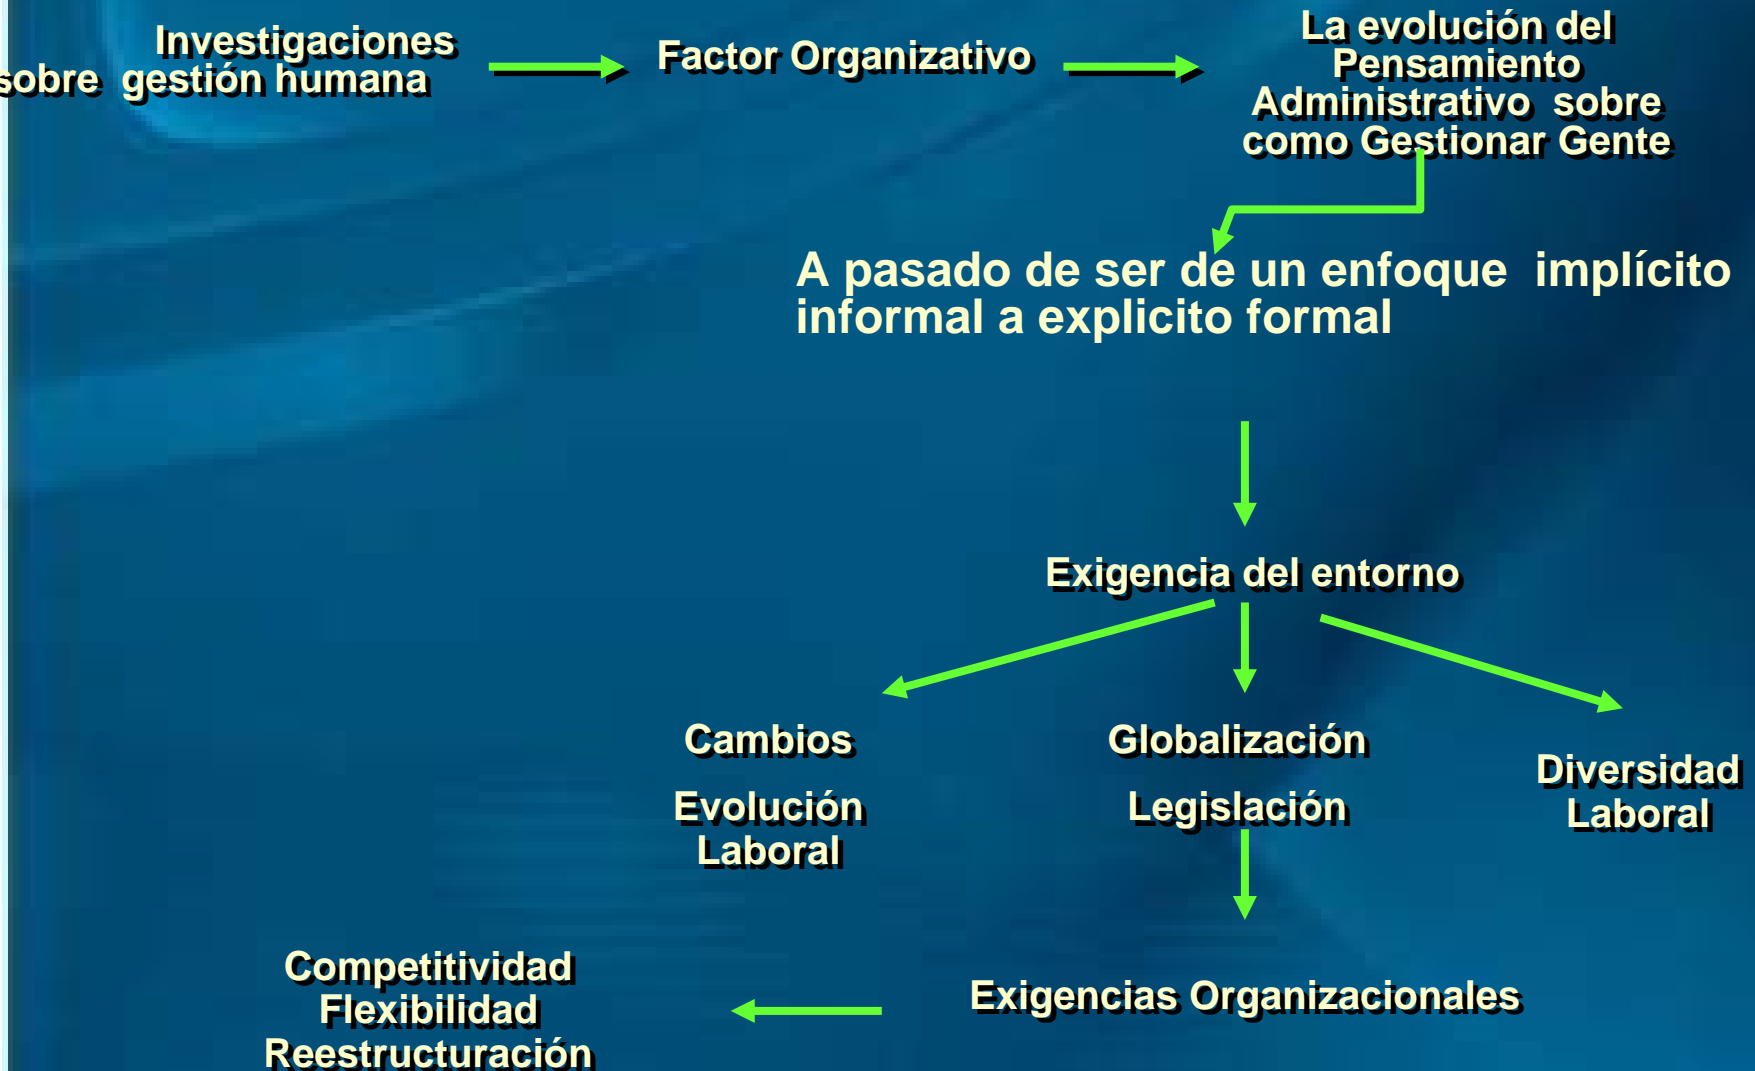 Investigaciones
sobre gestión humana
Factor Organizativo
La evolución del
Pensamiento
Administrativo sobre
como Gestionar Gente
A pasado de ser de un enfoque implícito
informal a explicito formal
Exigencia del entorno
Cambios
Evolución
Laboral
Globalización
Legislación
Diversidad
Laboral
Exigencias Organizacionales
Competitividad
Flexibilidad
Reestructuración